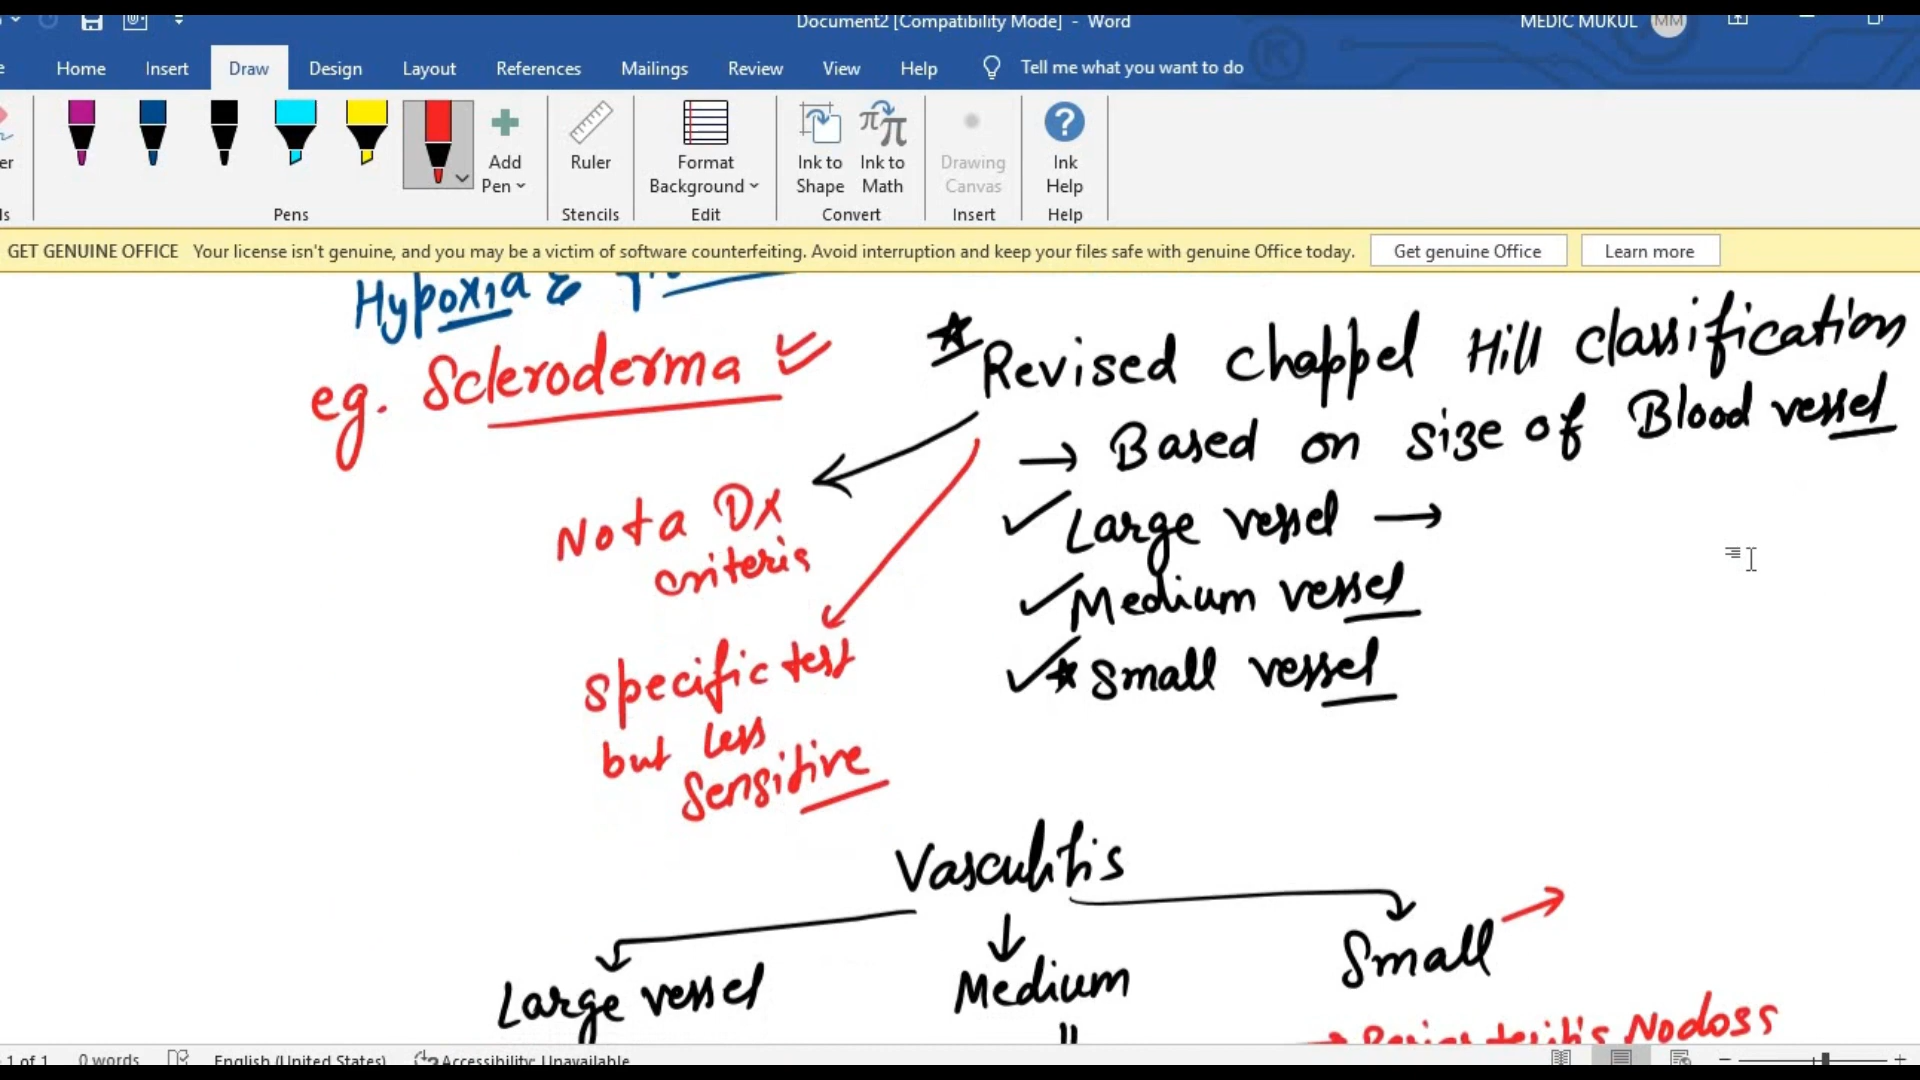 Document2 [Compatibility Mode] - Word
MEDIC MUKUL MM
Home Insert Draw Design Layout References Mailings Review View Help Tell me what you want to do
Add Pen
Ruler
Format Background
Ink to Shape
Ink to Math
Drawing Canvas
Ink Help
Pens Stencils Edit Convert Insert Help
GET GENUINE OFFICE Your license isn't genuine, and you may be a victim of software counterfeiting. Avoid interruption and keep your files safe with genuine Office today. Get genuine Office Learn more
Hypoxia &
eg. Scleroderma
Revised Chappel Hill classification
→ Based on size of Blood vessel
Large vessel →
Medium vessel
Small vessel
Not a Dx
criteria
Specific test
but less
Sensitive
Vasculitis
Large vessel
Medium
Small
Nodoss
1 of 1 0 words English (United States) Accessibility: Unavailable